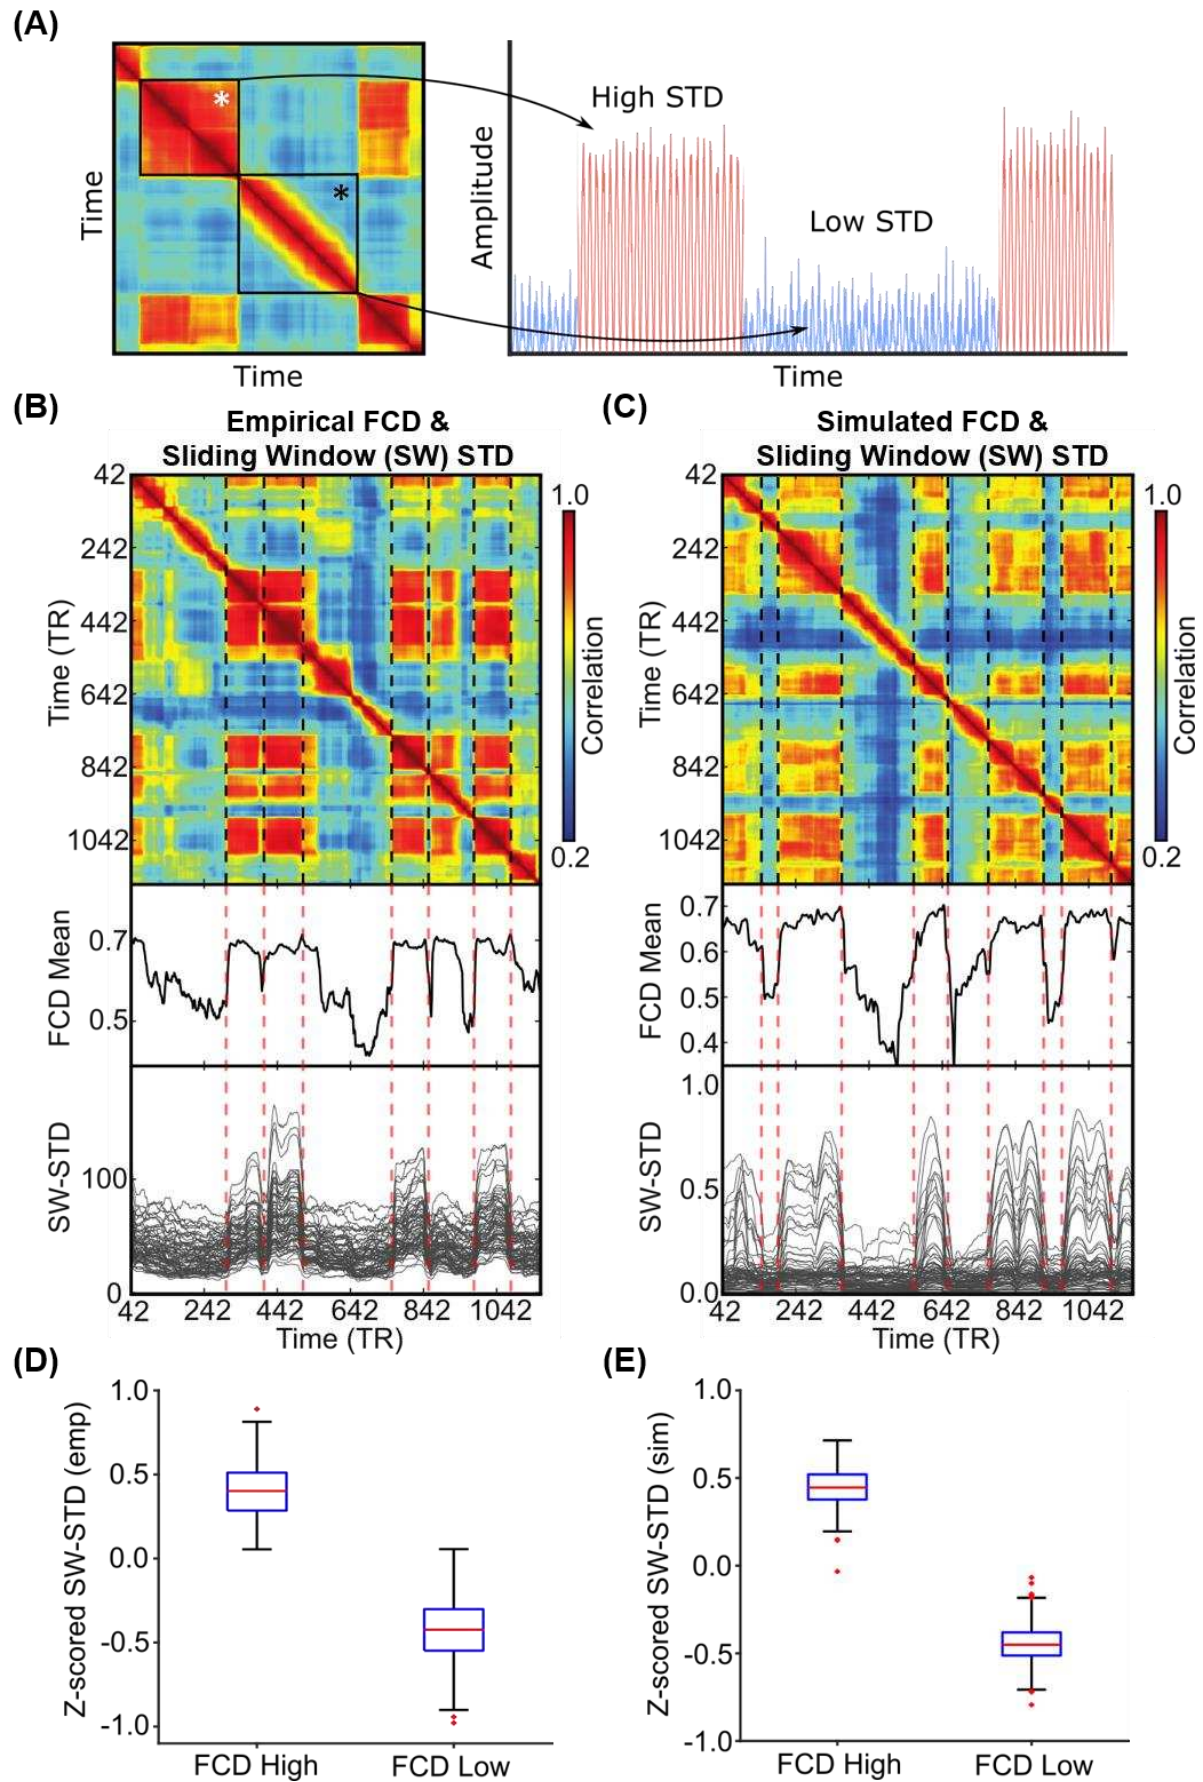 (A)
*
*
Time
Time
High STD
Low STD
Amplitude
Time
(B)
Empirical FCD &
Sliding Window (SW) STD
42
242
442
642
842
1042
Time (TR)
1.0
0.2
Correlation
0.7
0.5
FCD Mean
100
0
SW-STD
42 242 442 642 842 1042
Time (TR)
(C)
Simulated FCD &
Sliding Window (SW) STD
42
242
442
642
842
1042
Time (TR)
1.0
0.2
Correlation
0.7
0.6
0.5
0.4
FCD Mean
1.0
0.5
0.0
SW-STD
42 242 442 642 842 1042
Time (TR)
(D)
1.0
0.5
0.0
-0.5
-1.0
Z-scored SW-STD (emp)
FCD High FCD Low
(E)
1.0
0.5
0.0
-0.5
-1.0
Z-scored SW-STD (sim)
FCD High FCD Low